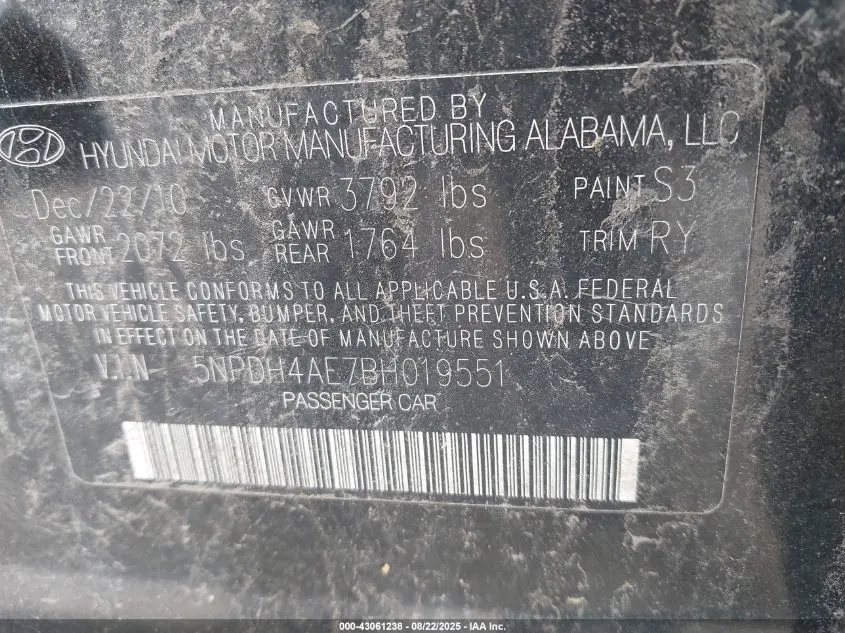 MANUFACTURED BY
HYUNDAI MOTOR MANUFACTURING ALABAMA, LLC
Dec/22/10 GVWR 3792 lbs PAINT S3
GAWR FRONT 2072 lbs GAWR REAR 1764 lbs TRIM RY
THIS VEHICLE CONFORMS TO ALL APPLICABLE U.S.A. FEDERAL
MOTOR VEHICLE SAFETY, BUMPER, AND THEFT PREVENTION STANDARDS
IN EFFECT ON THE DATE OF MANUFACTURE SHOWN ABOVE
V.I.N 5NPDH4AE7BH019551
PASSENGER CAR
000-43061238 - 08/22/2025 - IAA Inc.